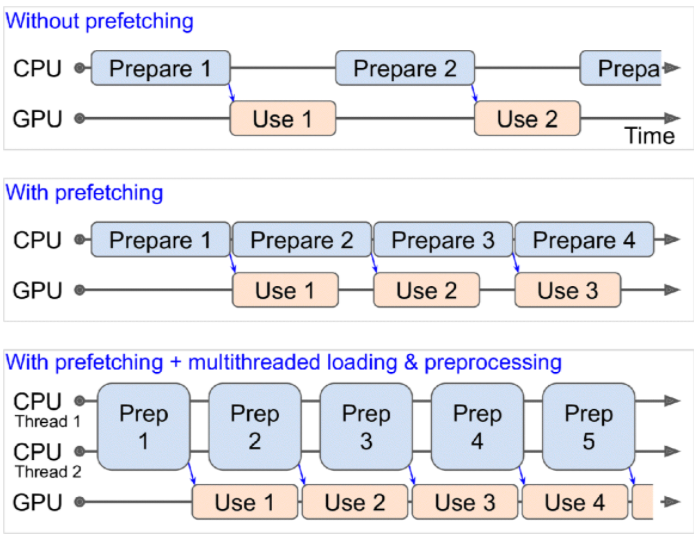 Without prefetching
CPU Prepare 1 Prepare 2 Prepa
GPU Use 1 Use 2
Time
With prefetching
CPU Prepare 1 Prepare 2 Prepare 3 Prepare 4
GPU Use 1 Use 2 Use 3
With prefetching + multithreaded loading & preprocessing
CPU
Thread 1
Prep 1
Prep 2
Prep 3
Prep 4
Prep 5
CPU
Thread 2
GPU Use 1 Use 2 Use 3 Use 4